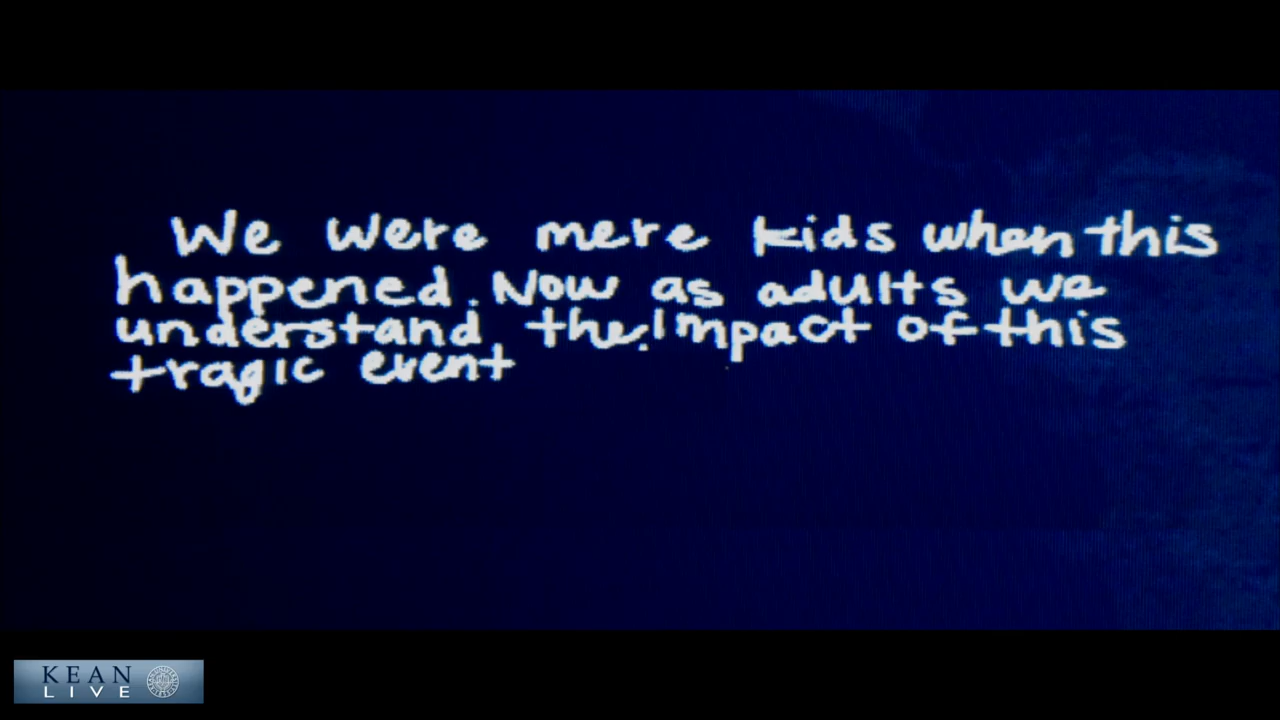 We were mere kids when this
happened. Now as adults we
understand the impact of this
tragic event
KEAN
LIVE